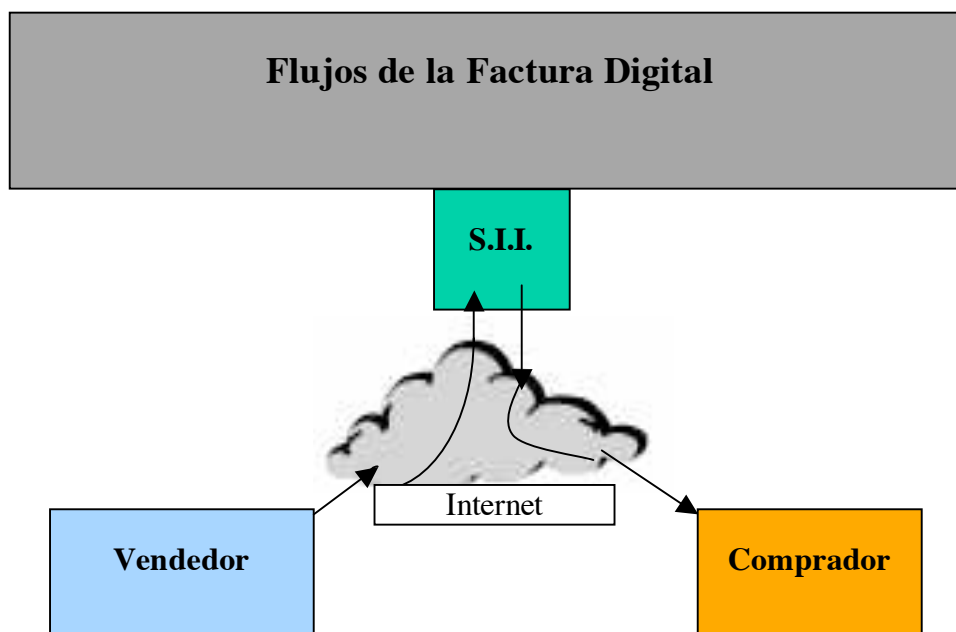 Flujos de la Factura Digital
S.I.I.
Internet
Vendedor
Comprador